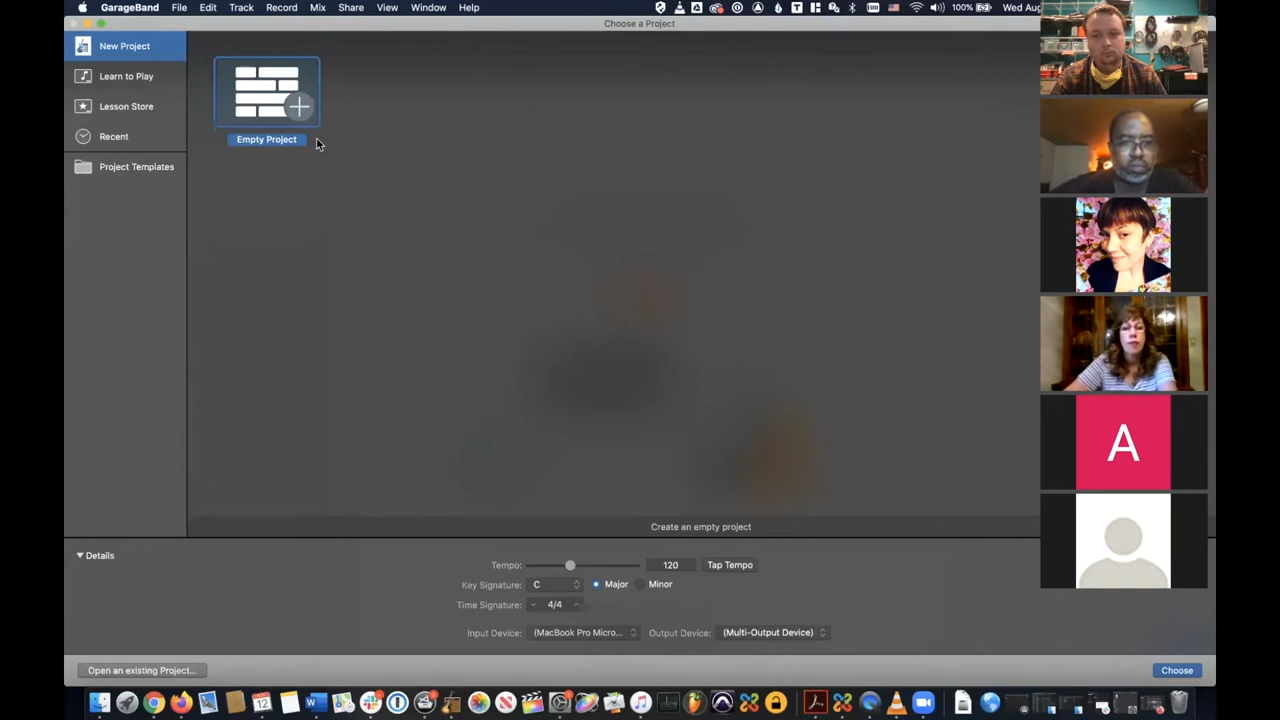 GarageBand File Edit Track Record Mix Share View Window Help 100% Wed Aug
Choose a Project
New Project
Learn to Play
Lesson Store
Recent
Project Templates
Empty Project
Create an empty project
Details
Tempo: 120 Tap Tempo
Key Signature: C Major Minor
Time Signature: 4/4
Input Device: (MacBook Pro Micro... Output Device: (Multi-Output Device)
Open an existing Project... Choose
A